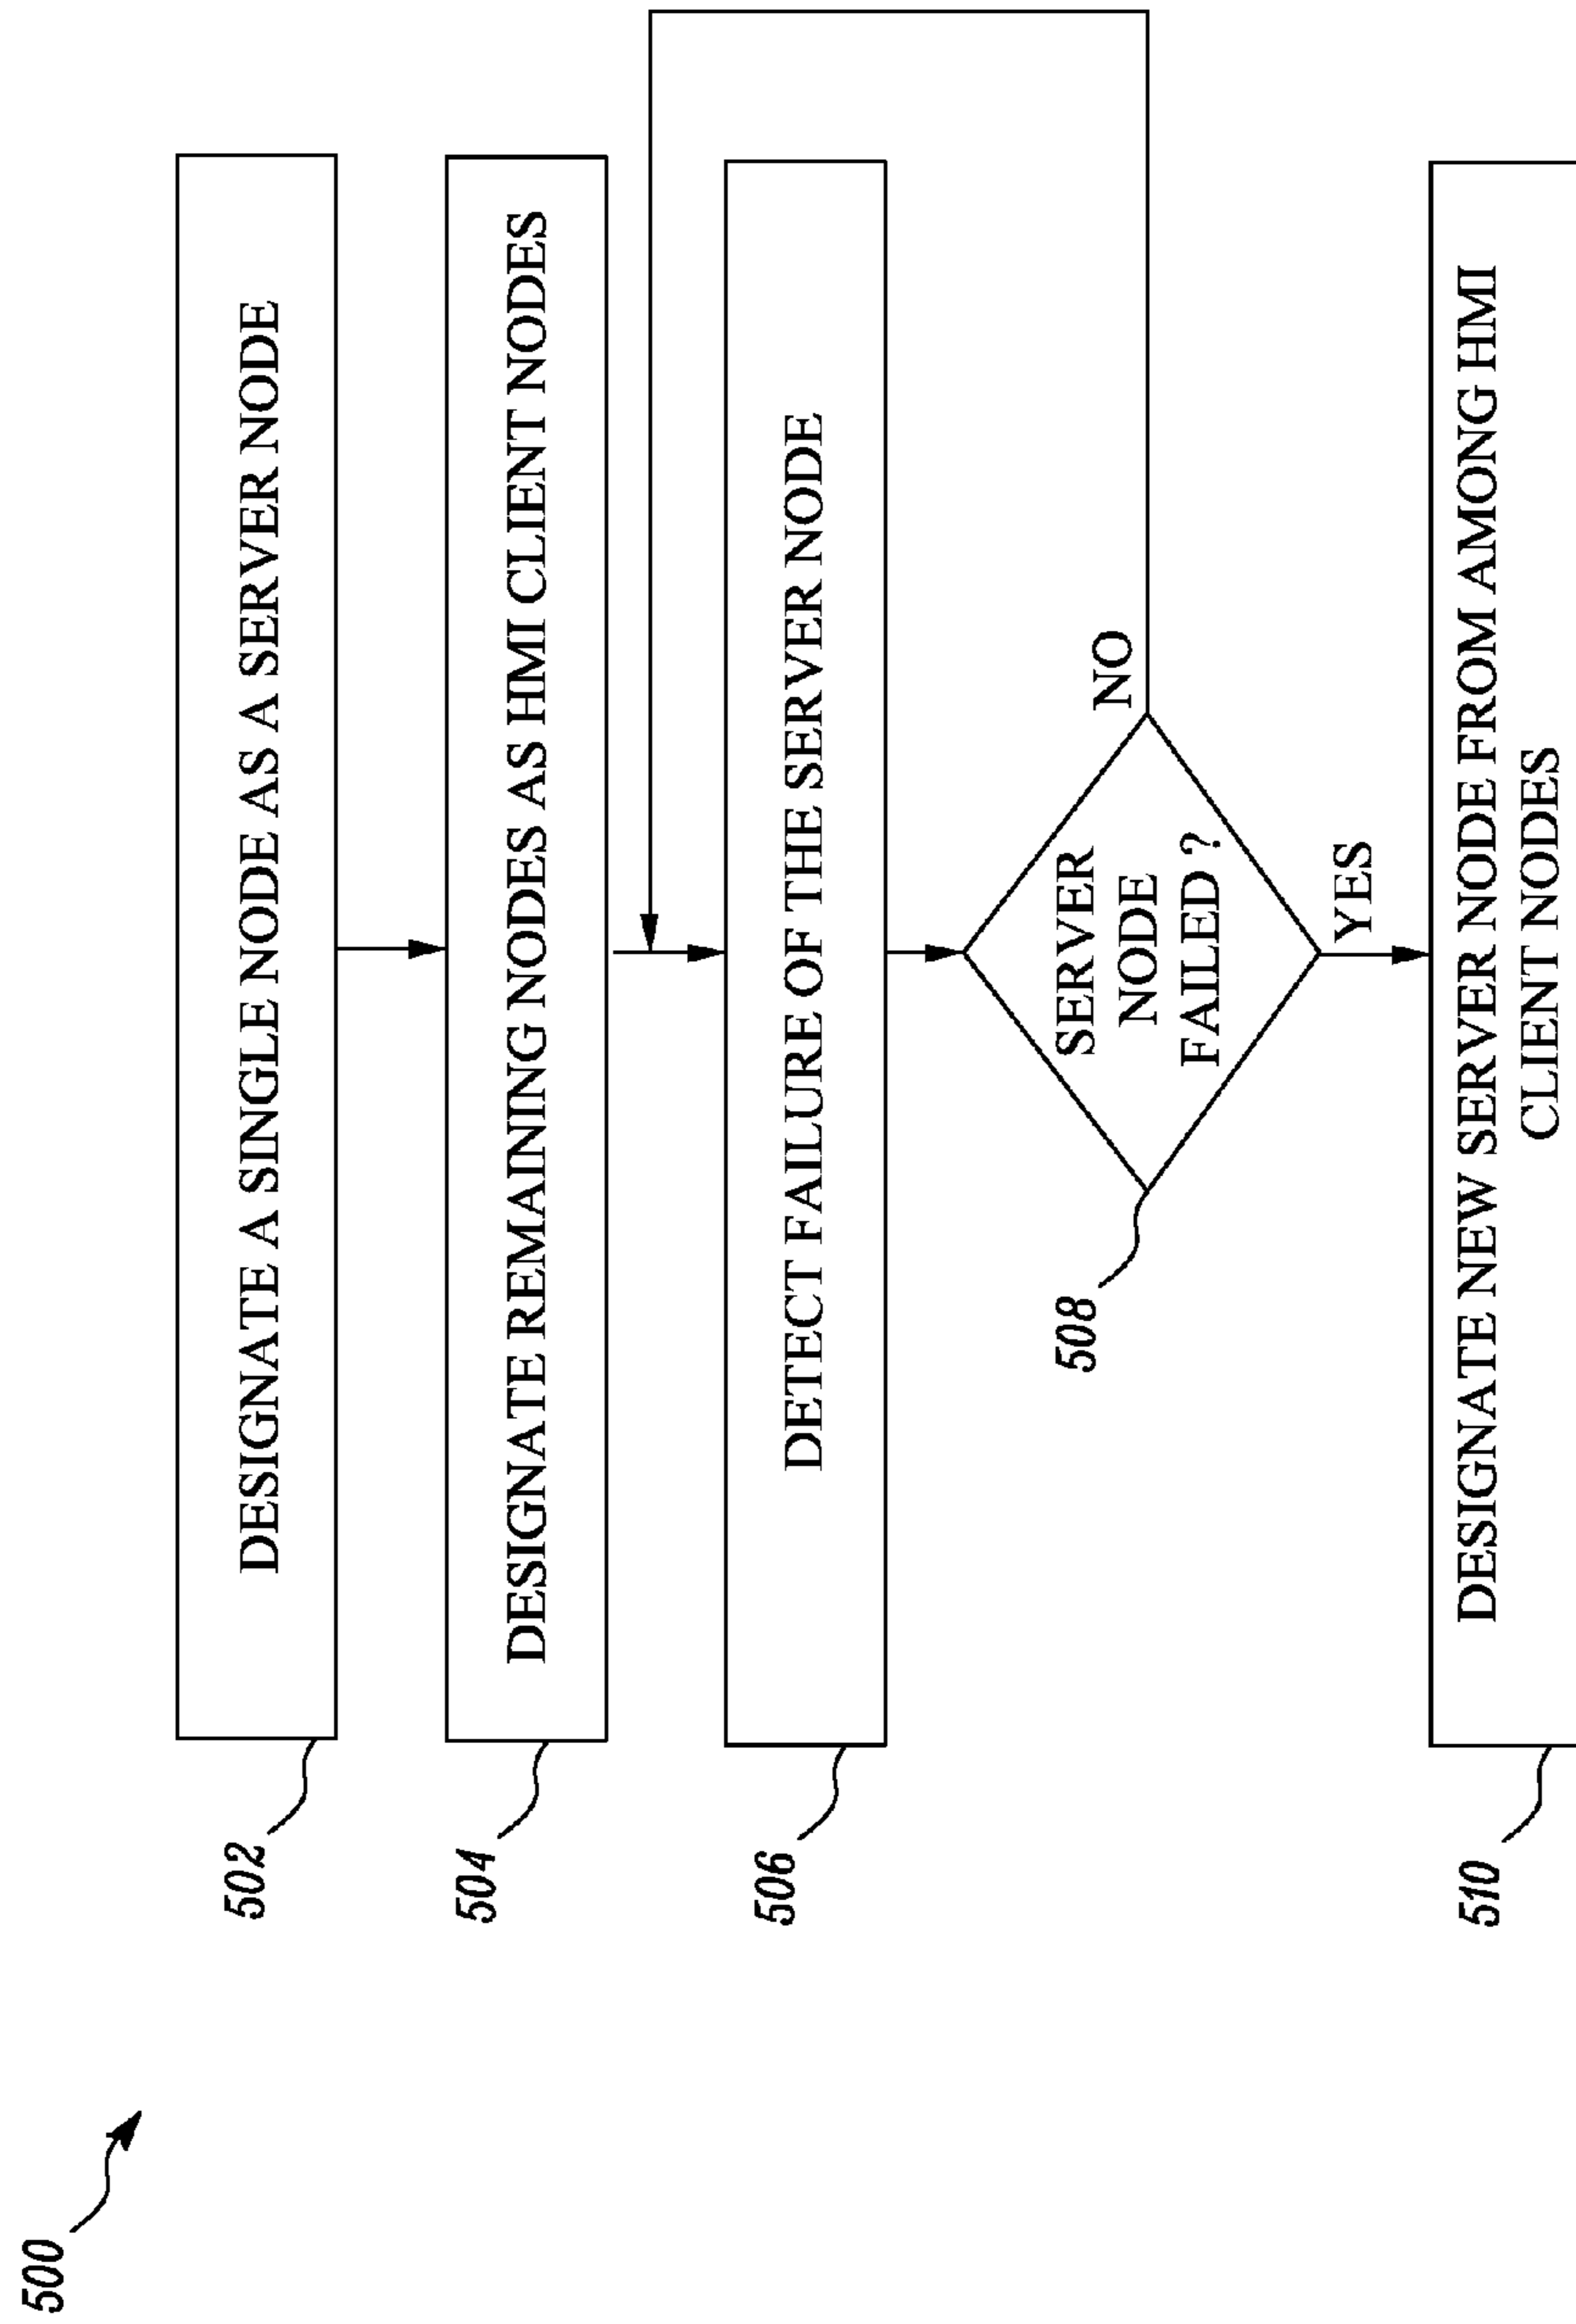 500
502
DESIGNATE A SINGLE NODE AS A SERVER NODE
504
DESIGNATE REMAINING NODES AS HMI CLIENT NODES
506
DETECT FAILURE OF THE SERVER NODE
508
SERVER
NODE
FAILED ?
NO
YES
510
DESIGNATE NEW SERVER NODE FROM AMONG HMI
CLIENT NODES